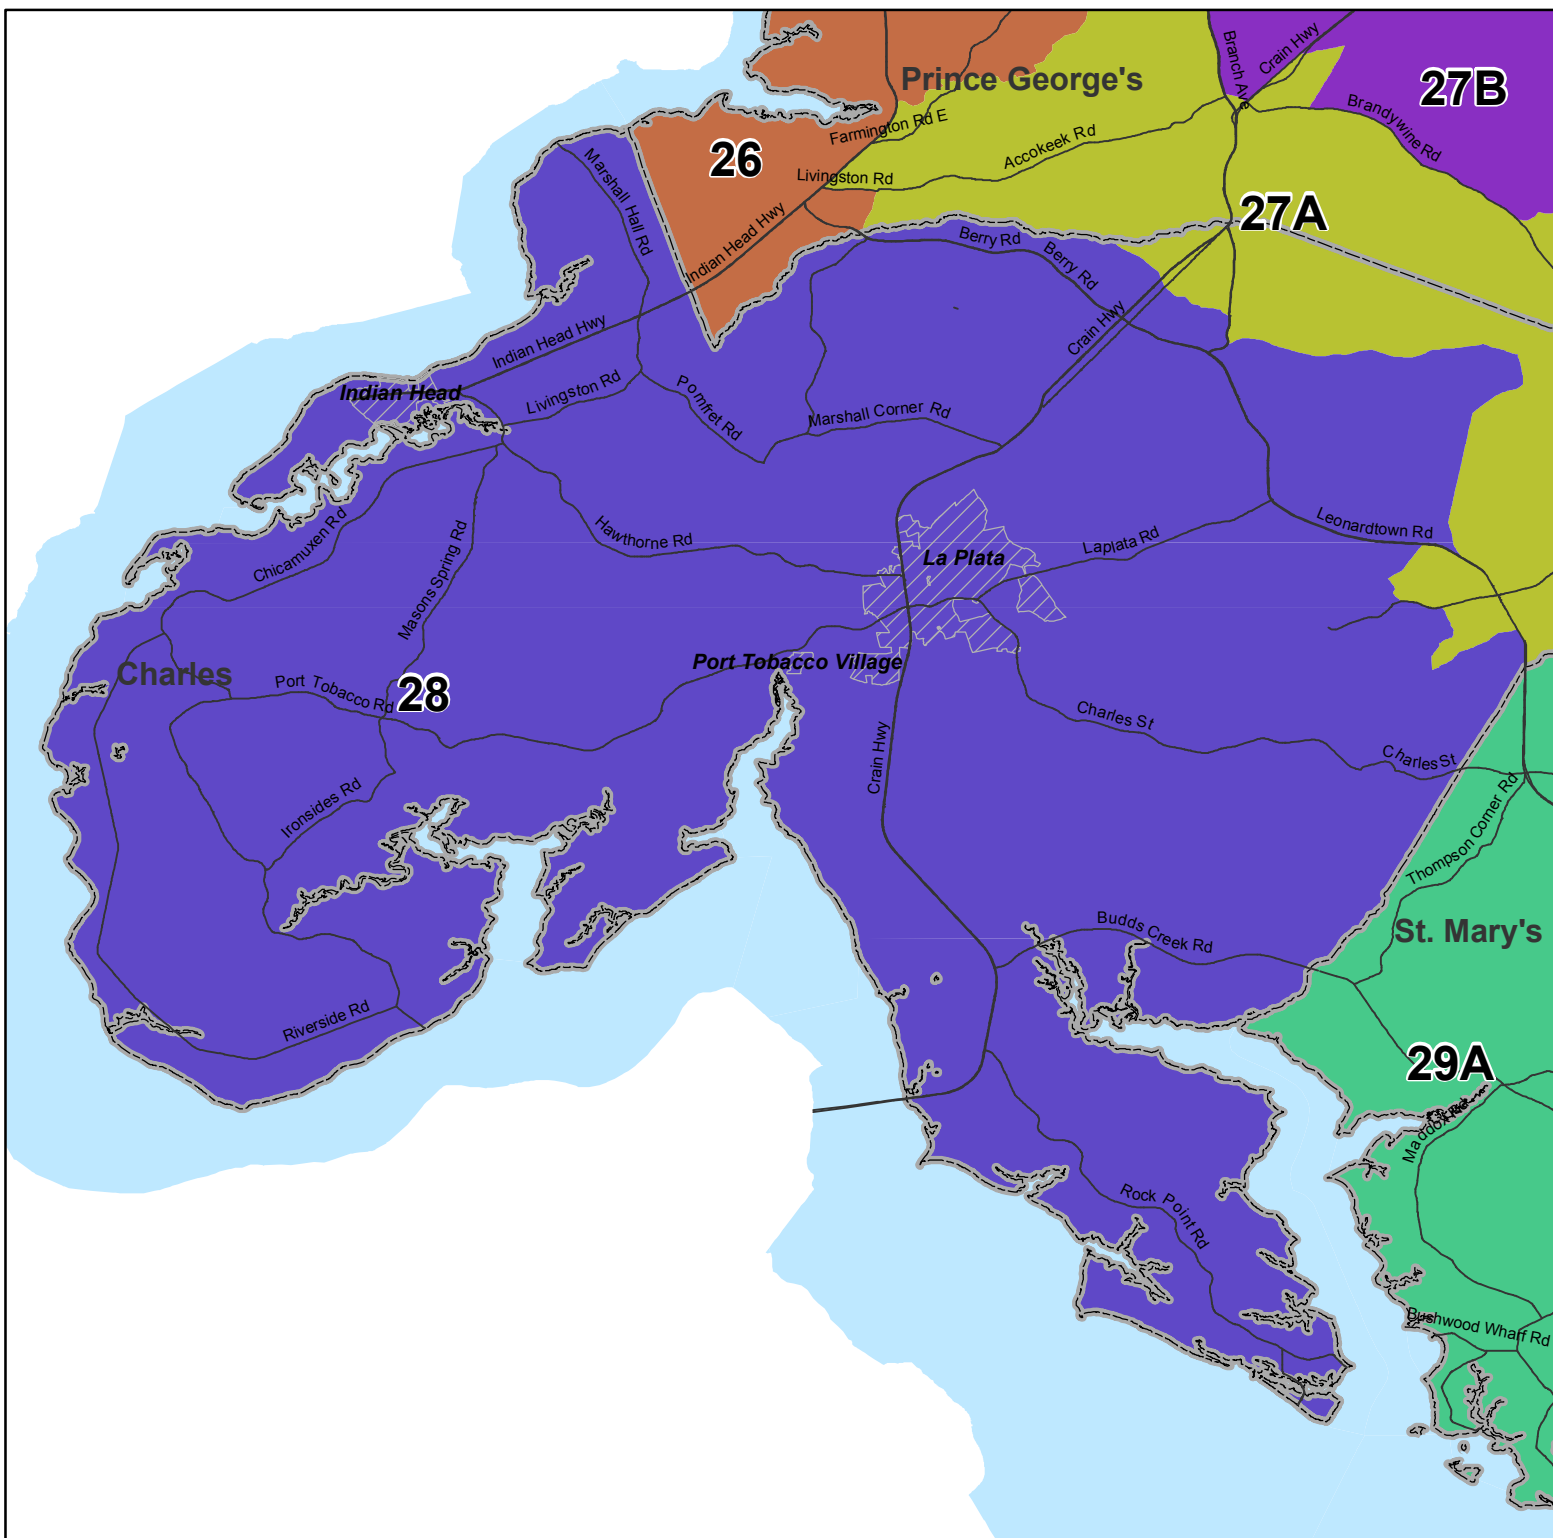 Branch Ave
Crain Hwy
Prince George's
27B
Brandywine Rd
Farmington Rd E
Accokeek Rd
26
Livingston Rd
Marshall Hall Rd
27A
Indian Head Hwy
Berry Rd
Berry Rd
Crain Hwy
Indian Head Hwy
Indian Head
Livingston Rd
Pomfret Rd
Marshall Corner Rd
Leonardtown Rd
Chicamuxen Rd
Hawthorne Rd
Laplata Rd
La Plata
Masons Spring Rd
Port Tobacco Village
Charles
Port Tobacco Rd
28
Charles St
Crain Hwy
Charles St
Ironsides Rd
Thompson Corner Rd
Budds Creek Rd
St. Mary's
Riverside Rd
29A
Maddox Rd
Rock Point Rd
Bushwood Wharf Rd